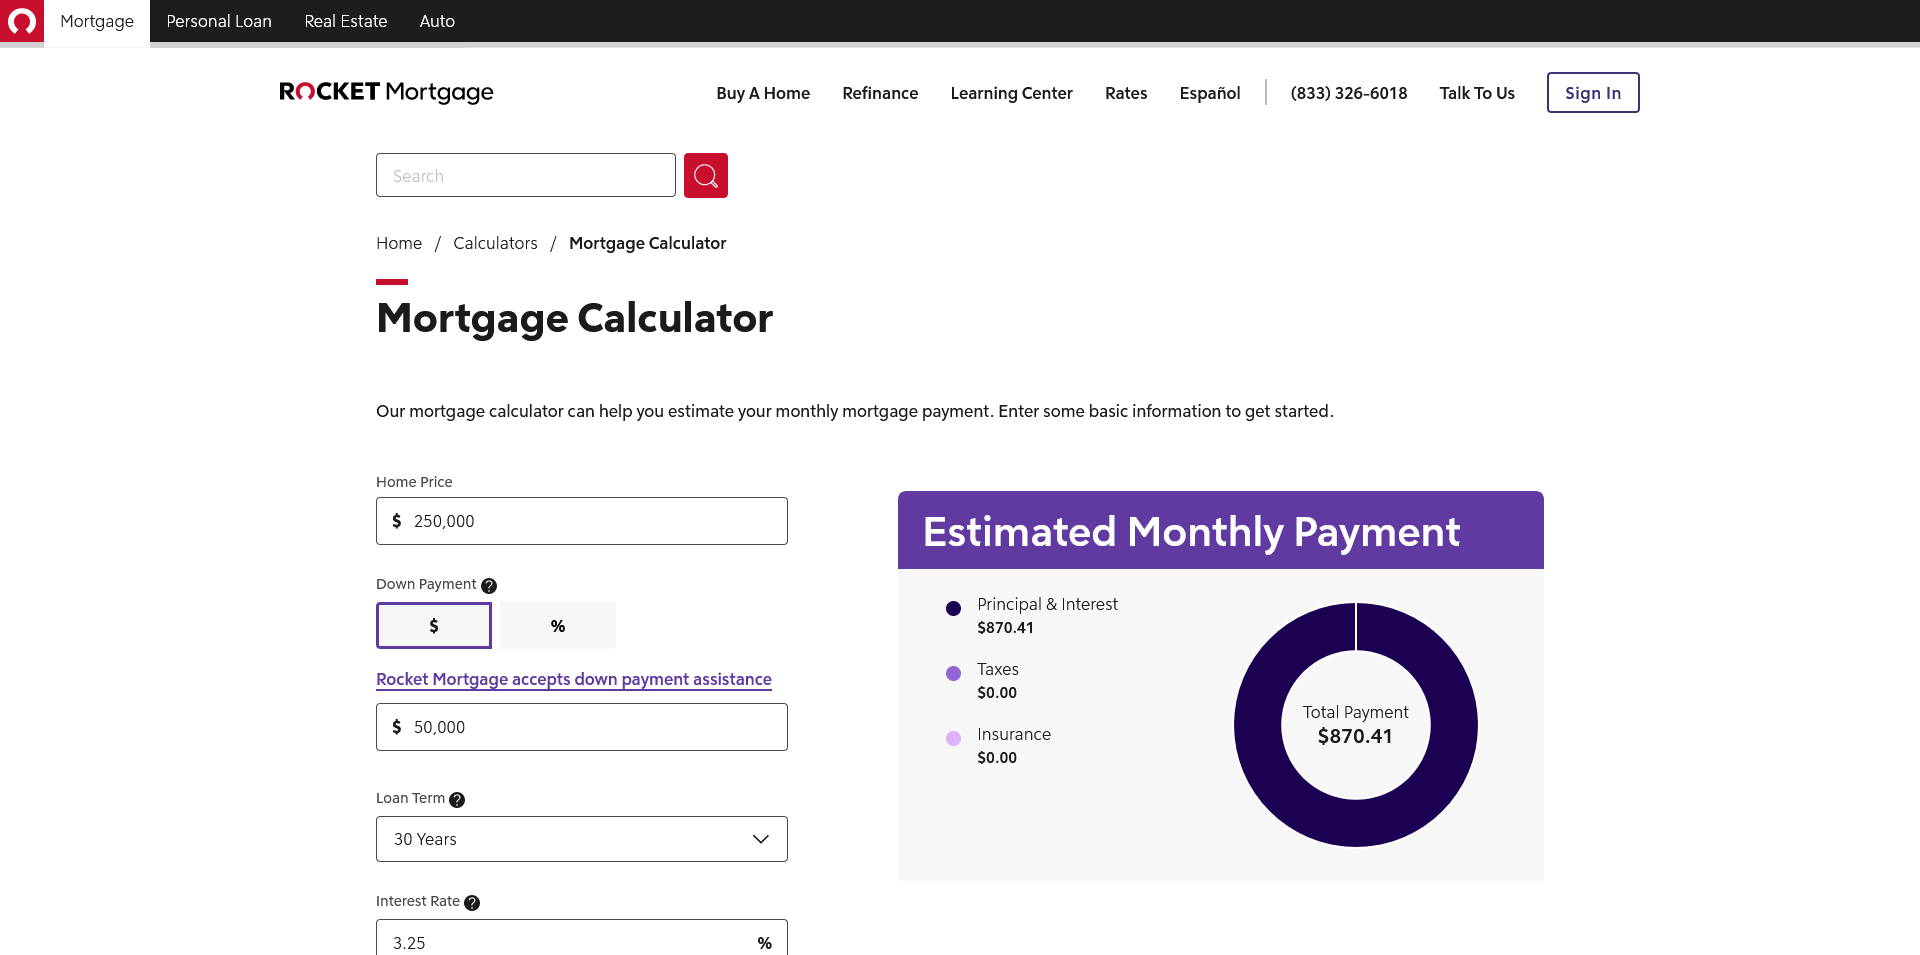 Mortgage Personal Loan Real Estate Auto
ROCKET Mortgage Buy A Home Refinance Learning Center Rates Español (833) 326-6018 Talk To Us Sign In
Search
Home / Calculators / Mortgage Calculator
Mortgage Calculator
Our mortgage calculator can help you estimate your monthly mortgage payment. Enter some basic information to get started.
Home Price
$ 250,000
Down Payment ?
$ %
Rocket Mortgage accepts down payment assistance
$ 50,000
Loan Term ?
30 Years
Interest Rate ?
3.25 %
Estimated Monthly Payment
Principal & Interest
$870.41
Taxes
$0.00
Insurance
$0.00
Total Payment
$870.41